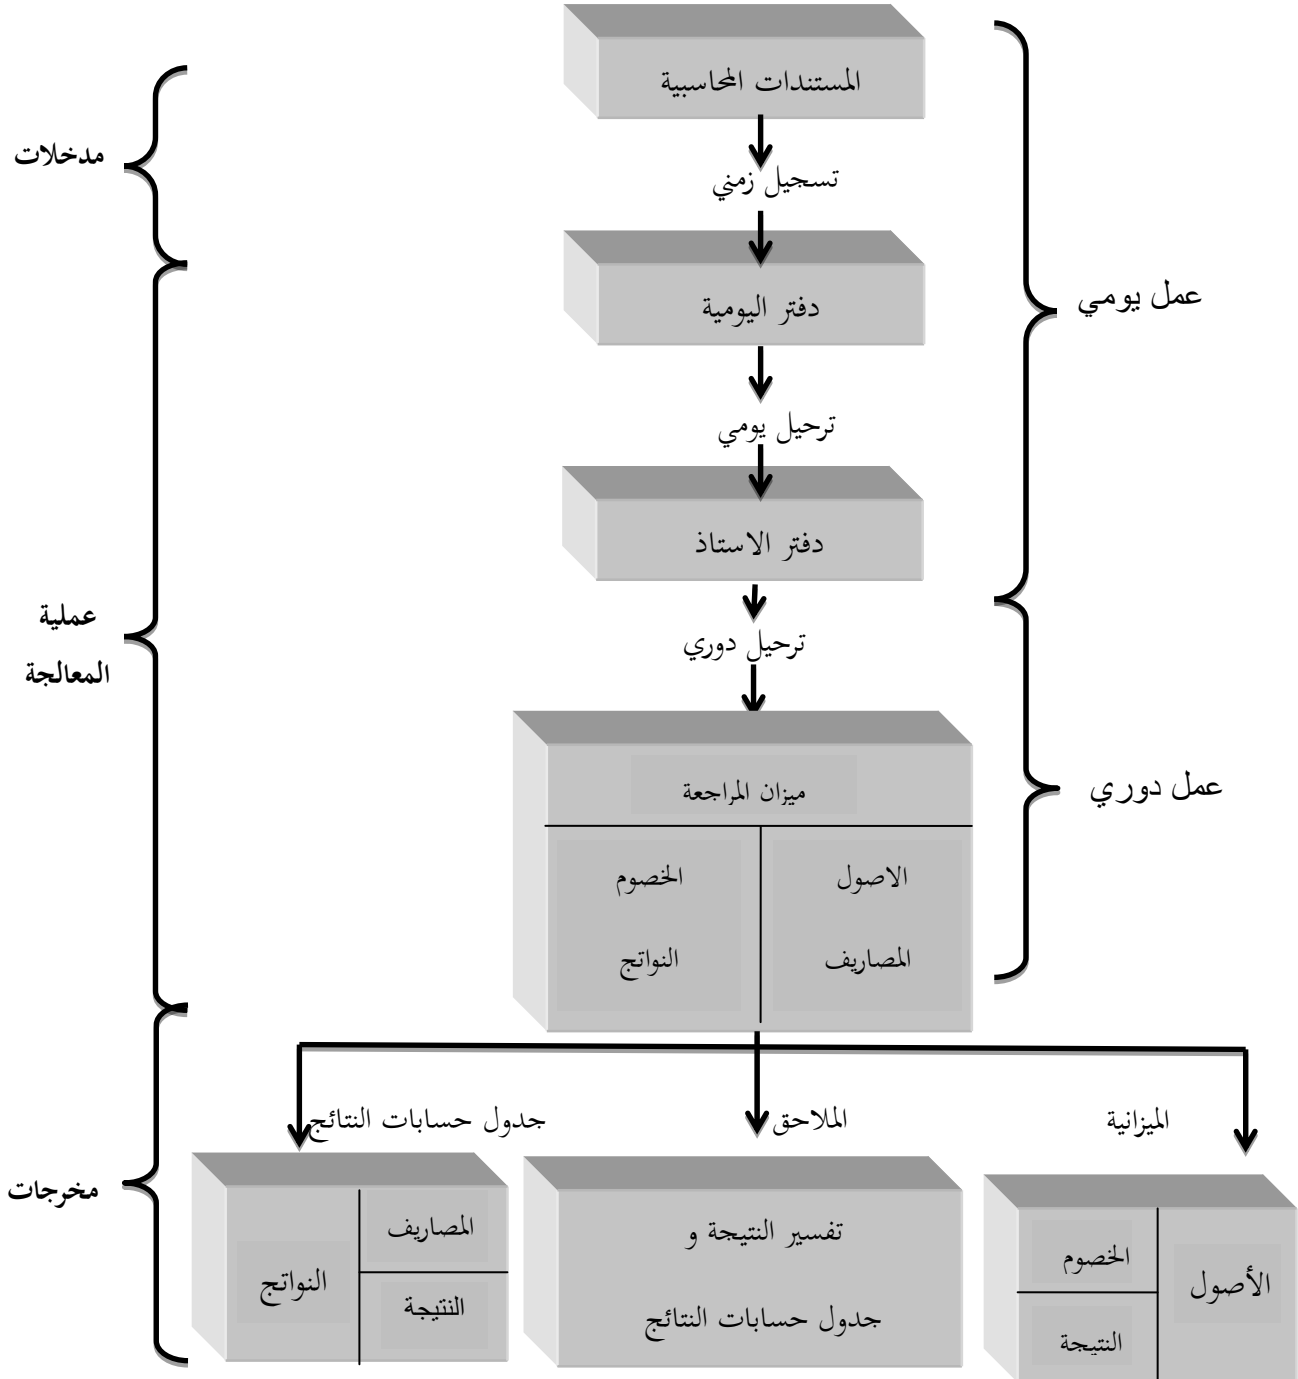 المستندات المحاسبية
مدخلات
تسجيل زمني
عمل يومي
دفتر اليومية
ترحيل يومي
دفتر الاستاذ
عملية
المعالجة
ترحيل دوري
عمل دوري
ميزان المراجعة
الاصول
الخصوم
المصاريف
النواتج
الميزانية
الملاحق
جدول حسابات النتائج
مخرجات
الأصول
الخصوم
النتيجة
تفسير النتيجة و
جدول حسابات النتائج
المصاريف
النتيجة
النواتج